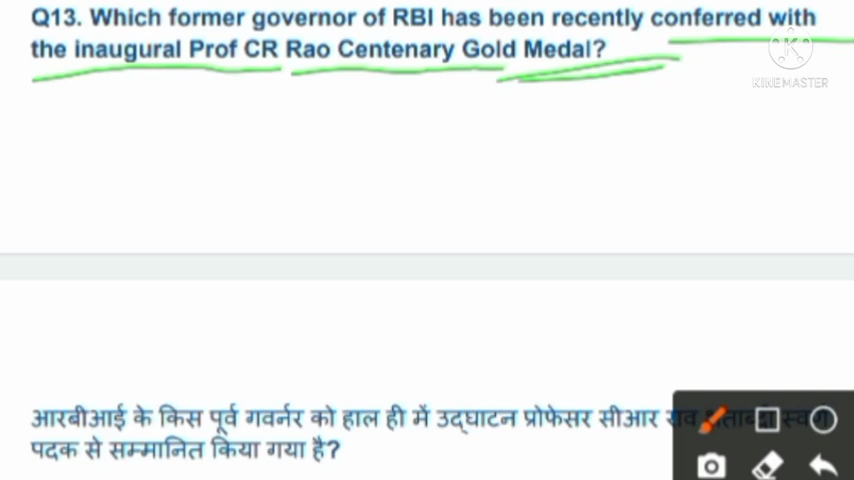 Q13. Which former governor of RBI has been recently conferred with
the inaugural Prof CR Rao Centenary Gold Medal?
KINEMASTER
आरबीआई के किस पूर्व गवर्नर को हाल ही में उद्घाटन प्रोफेसर सीआर
पदक से सम्मानित किया गया है?